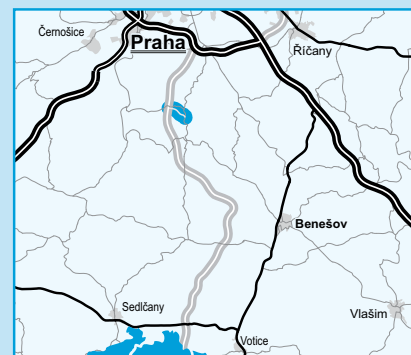 Černošice
Praha
Říčany
Benešov
Sedlčany
Vlašim
Votice